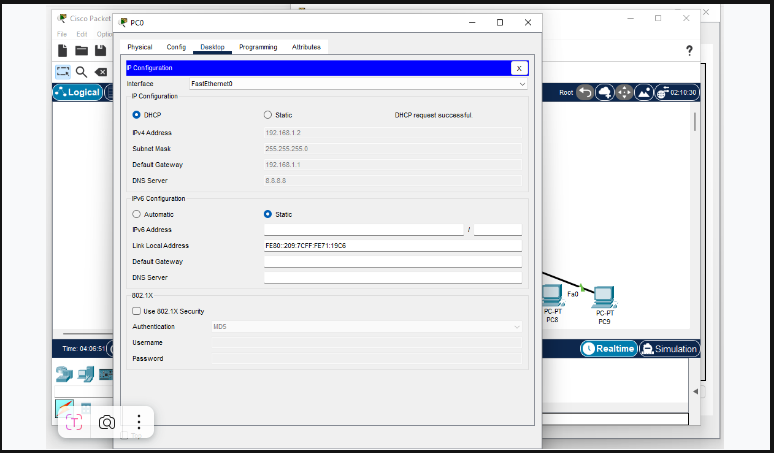 Cisco Packet
PC0
File Edit Optio
Physical Config Desktop Programming Attributes
?
IP Configuration X
Interface FastEthernet0
IP Configuration
Logical
Root 02:10:30
DHCP Static DHCP request successful.
IPv4 Address 192.168.1.2
Subnet Mask 255.255.255.0
Default Gateway 192.168.1.1
DNS Server 8.8.8.8
IPv6 Configuration
Automatic Static
IPv6 Address /
Link Local Address FE80::209:7CFF:FE71:19C6
Default Gateway
DNS Server
Fa0
PC-PT
PC8
PC-PT
PC9
802.1X
Use 802.1X Security
Authentication MD5
Username
Password
Time: 04:06:51
Realtime Simulation
T